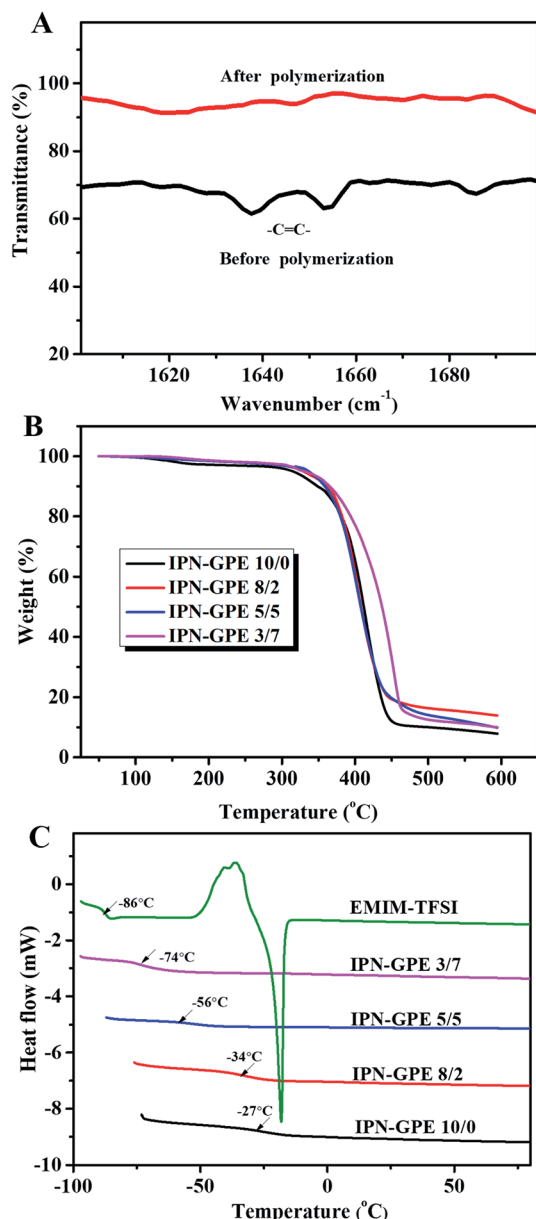 A
After polymerization
-C=C-
Before polymerization
Transmittance (%)
100
80
60
40
20
1620 1640 1660 1680
Wavenumber (cm⁻¹)
B
IPN-GPE 10/0
IPN-GPE 8/2
IPN-GPE 5/5
IPN-GPE 3/7
Weight (%)
100
80
60
40
20
0
100 200 300 400 500 600
Temperature (°C)
C
-86°C
EMIM-TFSI
-74°C
IPN-GPE 3/7
-56°C
IPN-GPE 5/5
-34°C
IPN-GPE 8/2
-27°C
IPN-GPE 10/0
Heat flow (mW)
0
-2
-4
-6
-8
-10
-100 -50 0 50
Temperature (°C)